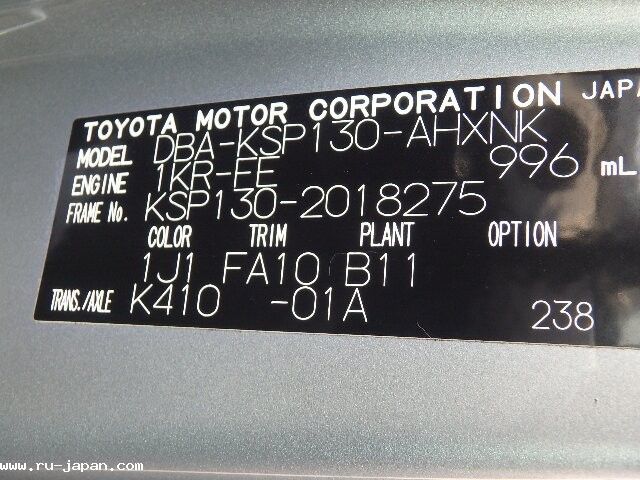 TOYOTA MOTOR CORPORATION JAPA
MODEL DBA-KSP130-AHXNK
ENGINE 1KR-EE 996 mL
FRAME No. KSP130-2018275
COLOR TRIM PLANT OPTION
1J1 FA10 B11
TRANS./AXLE K410 -01A 238
www.ru-japan.com